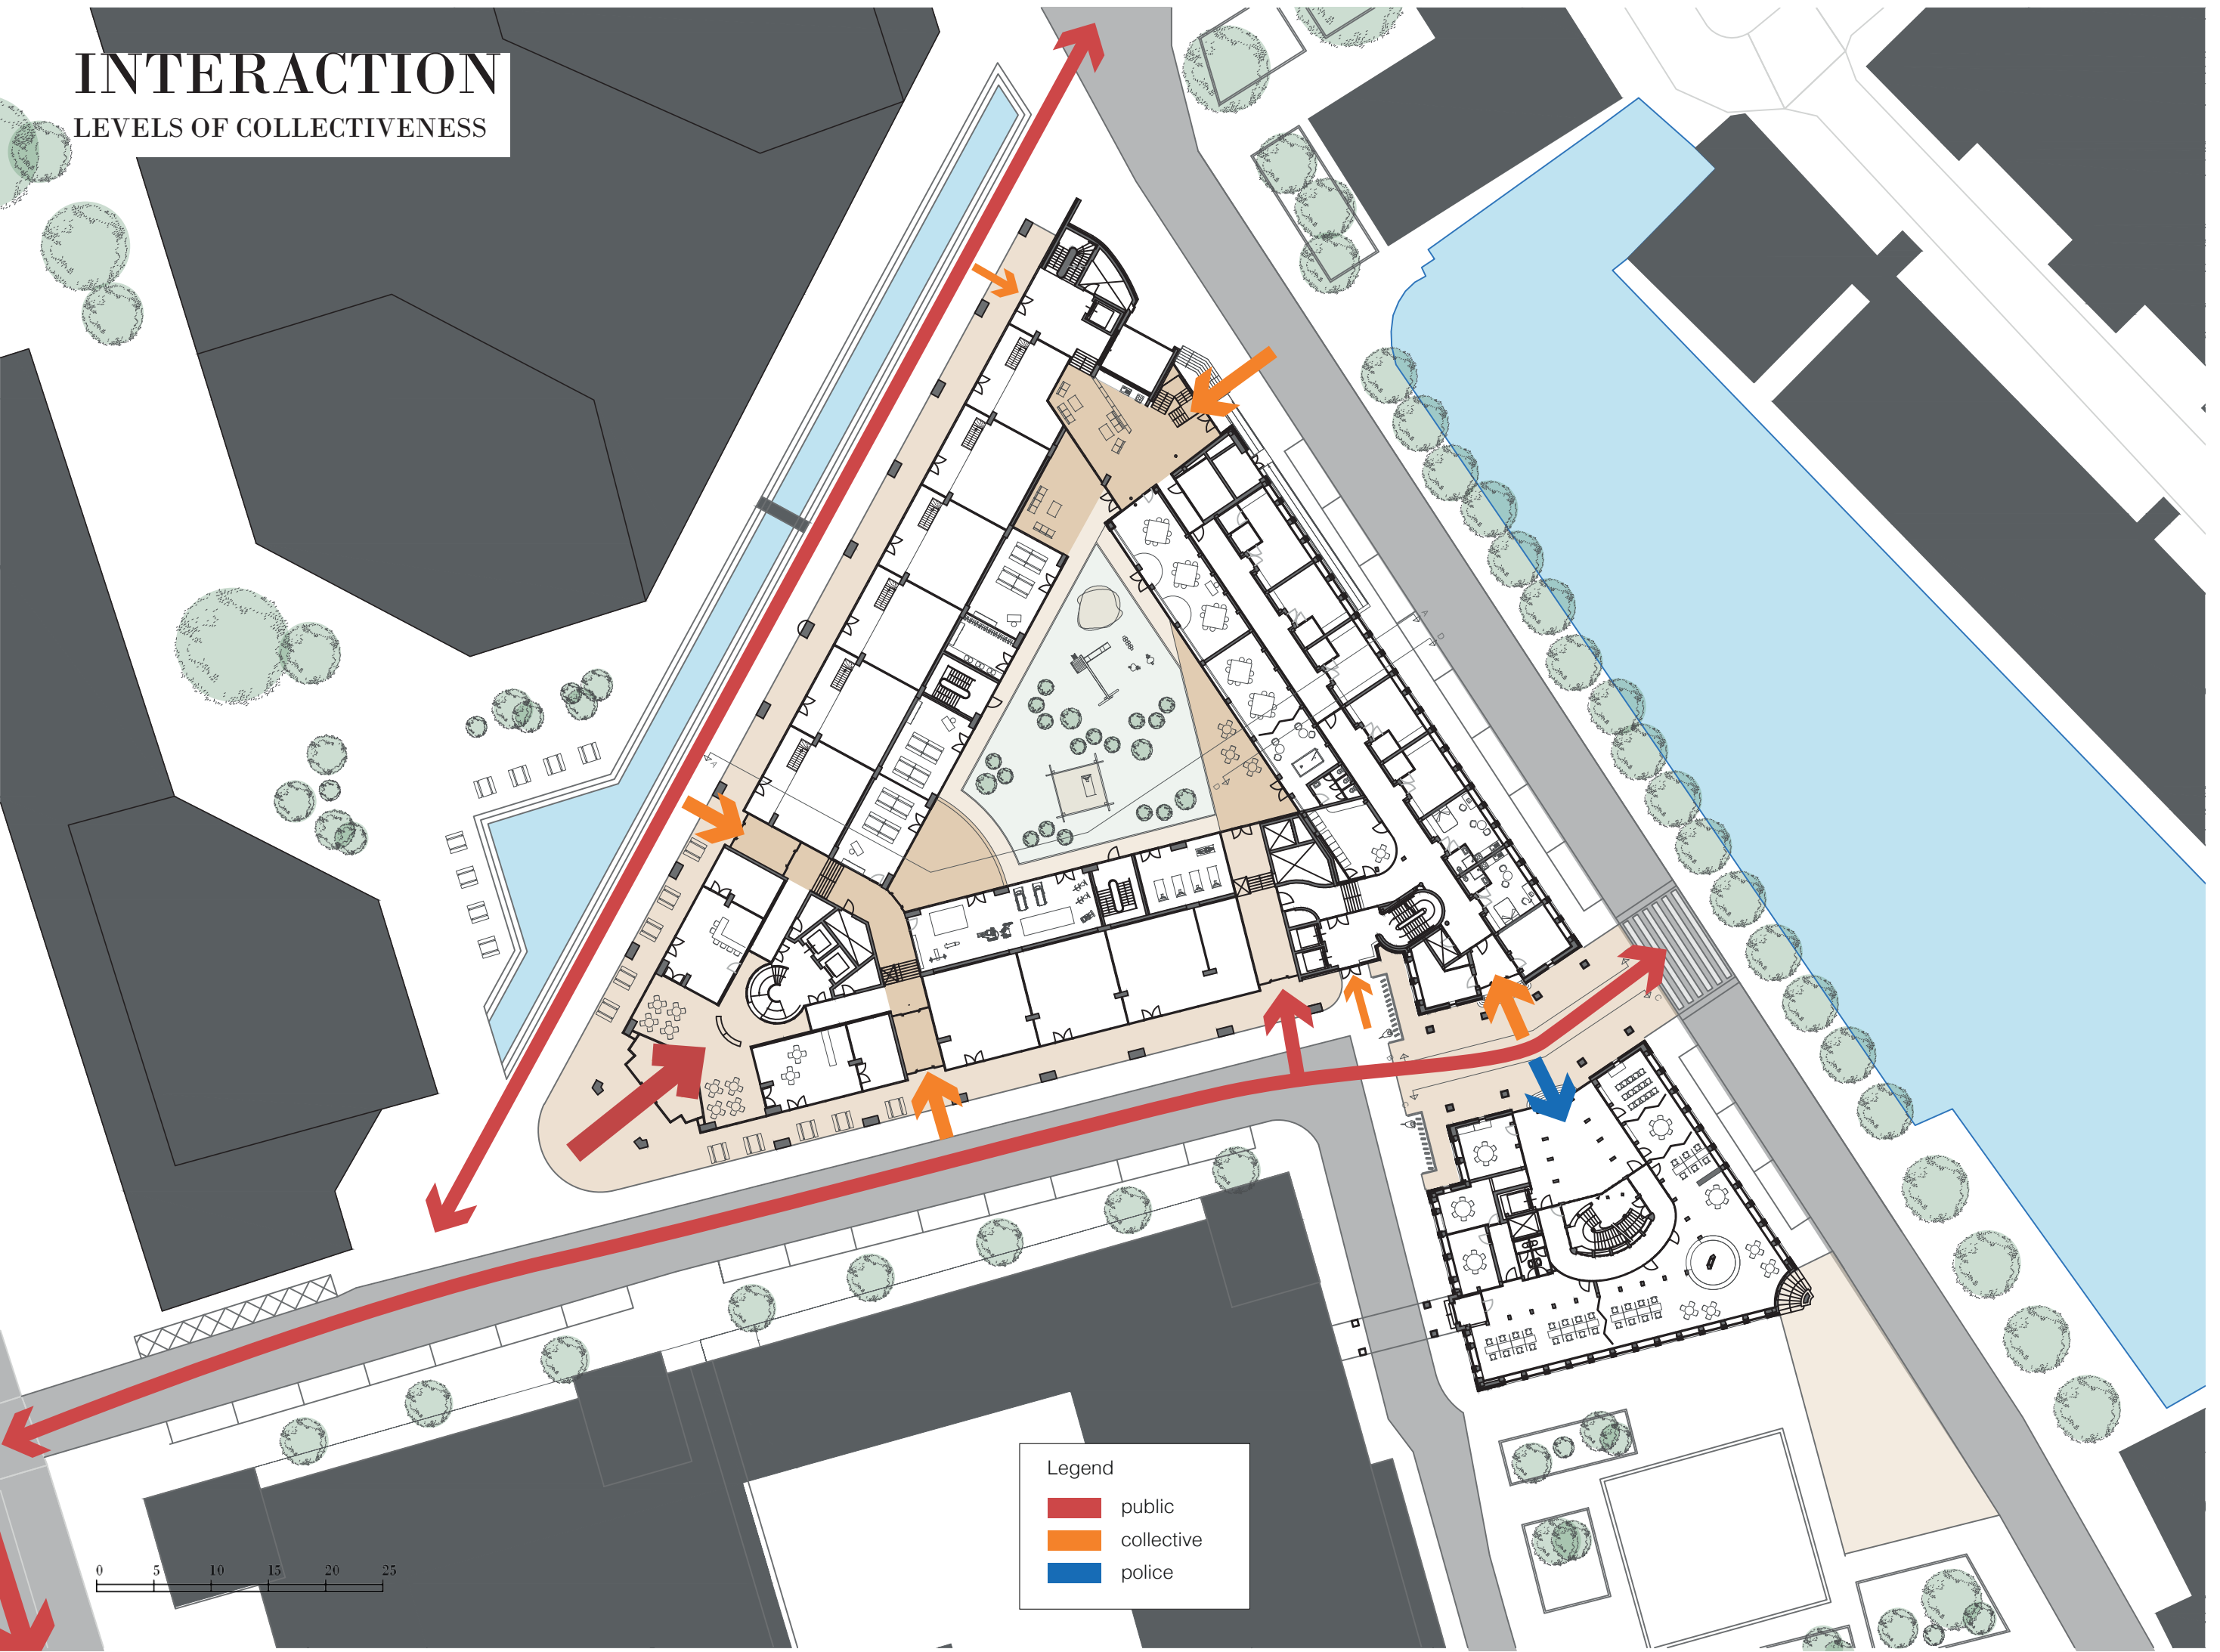 INTERACTION
LEVELS OF COLLECTIVENESS
Legend
public
collective
police
0 5 10 15 20 25